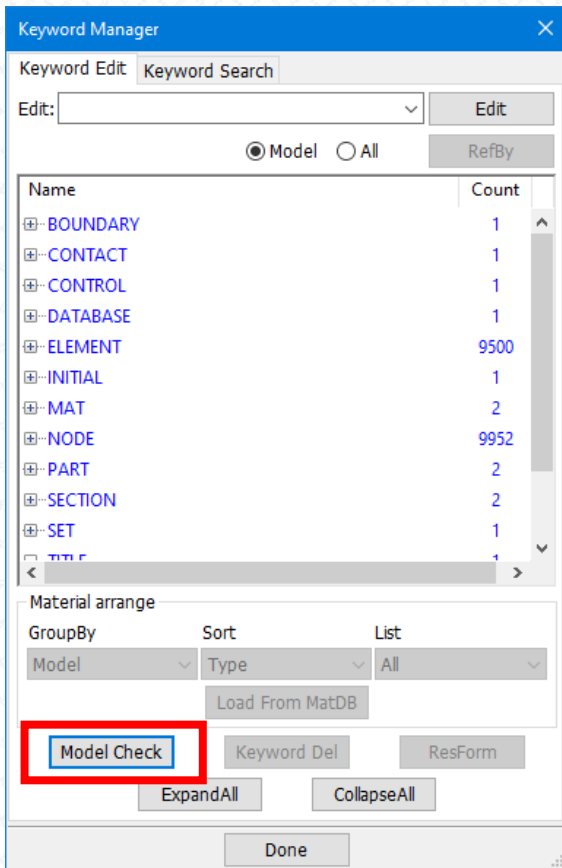 Keyword Manager
Keyword Edit Keyword Search
Edit: Edit
Model All RefBy
Name Count
BOUNDARY 1
CONTACT 1
CONTROL 1
DATABASE 1
ELEMENT 9500
INITIAL 1
MAT 2
NODE 9952
PART 2
SECTION 2
SET 1
TITLE 1
Material arrange
GroupBy Sort List
Model Type All
Load From MatDB
Model Check Keyword Del ResForm
ExpandAll CollapseAll
Done